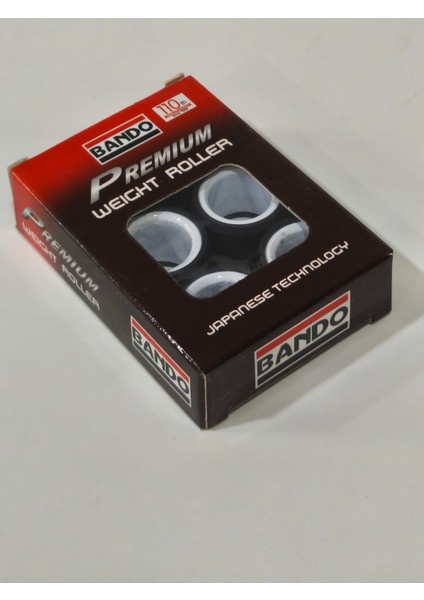 BANDO
110
PREMIUM
WEIGHT ROLLER
JAPANESE TECHNOLOGY
PREMIUM
WEIGHT ROLLER
BANDO
BANDO